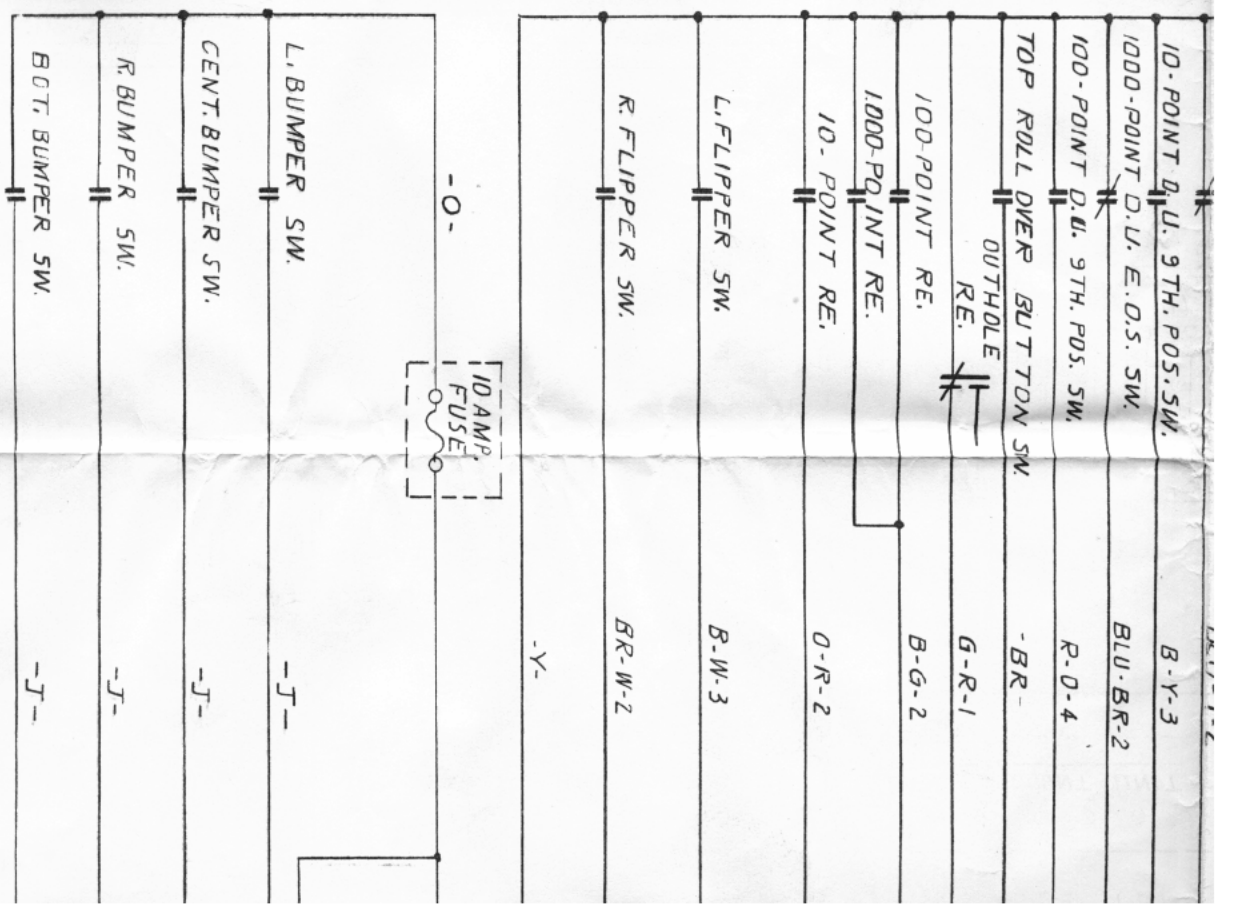 10-POINT D.U. 9TH. POS. SW.
B-Y-3
1000-POINT D.U. E.O.S. SW.
BLU-BR-2
100-POINT D.U. 9TH. POS. SW.
R-O-4
TOP ROLL OVER BUTTON SW.
-BR-
OUTHOLE
RE.
G-R-1
100-POINT RE.
B-G-2
1,000-POINT RE.
10-POINT RE.
O-R-2
L. FLIPPER SW.
B-W-3
R. FLIPPER SW.
BR-W-2
-Y-
10 AMP.
FUSE
-O-
L. BUMPER SW.
-J-
CENT. BUMPER SW.
-J-
R. BUMPER SW.
-J-
BOT. BUMPER SW.
-J-